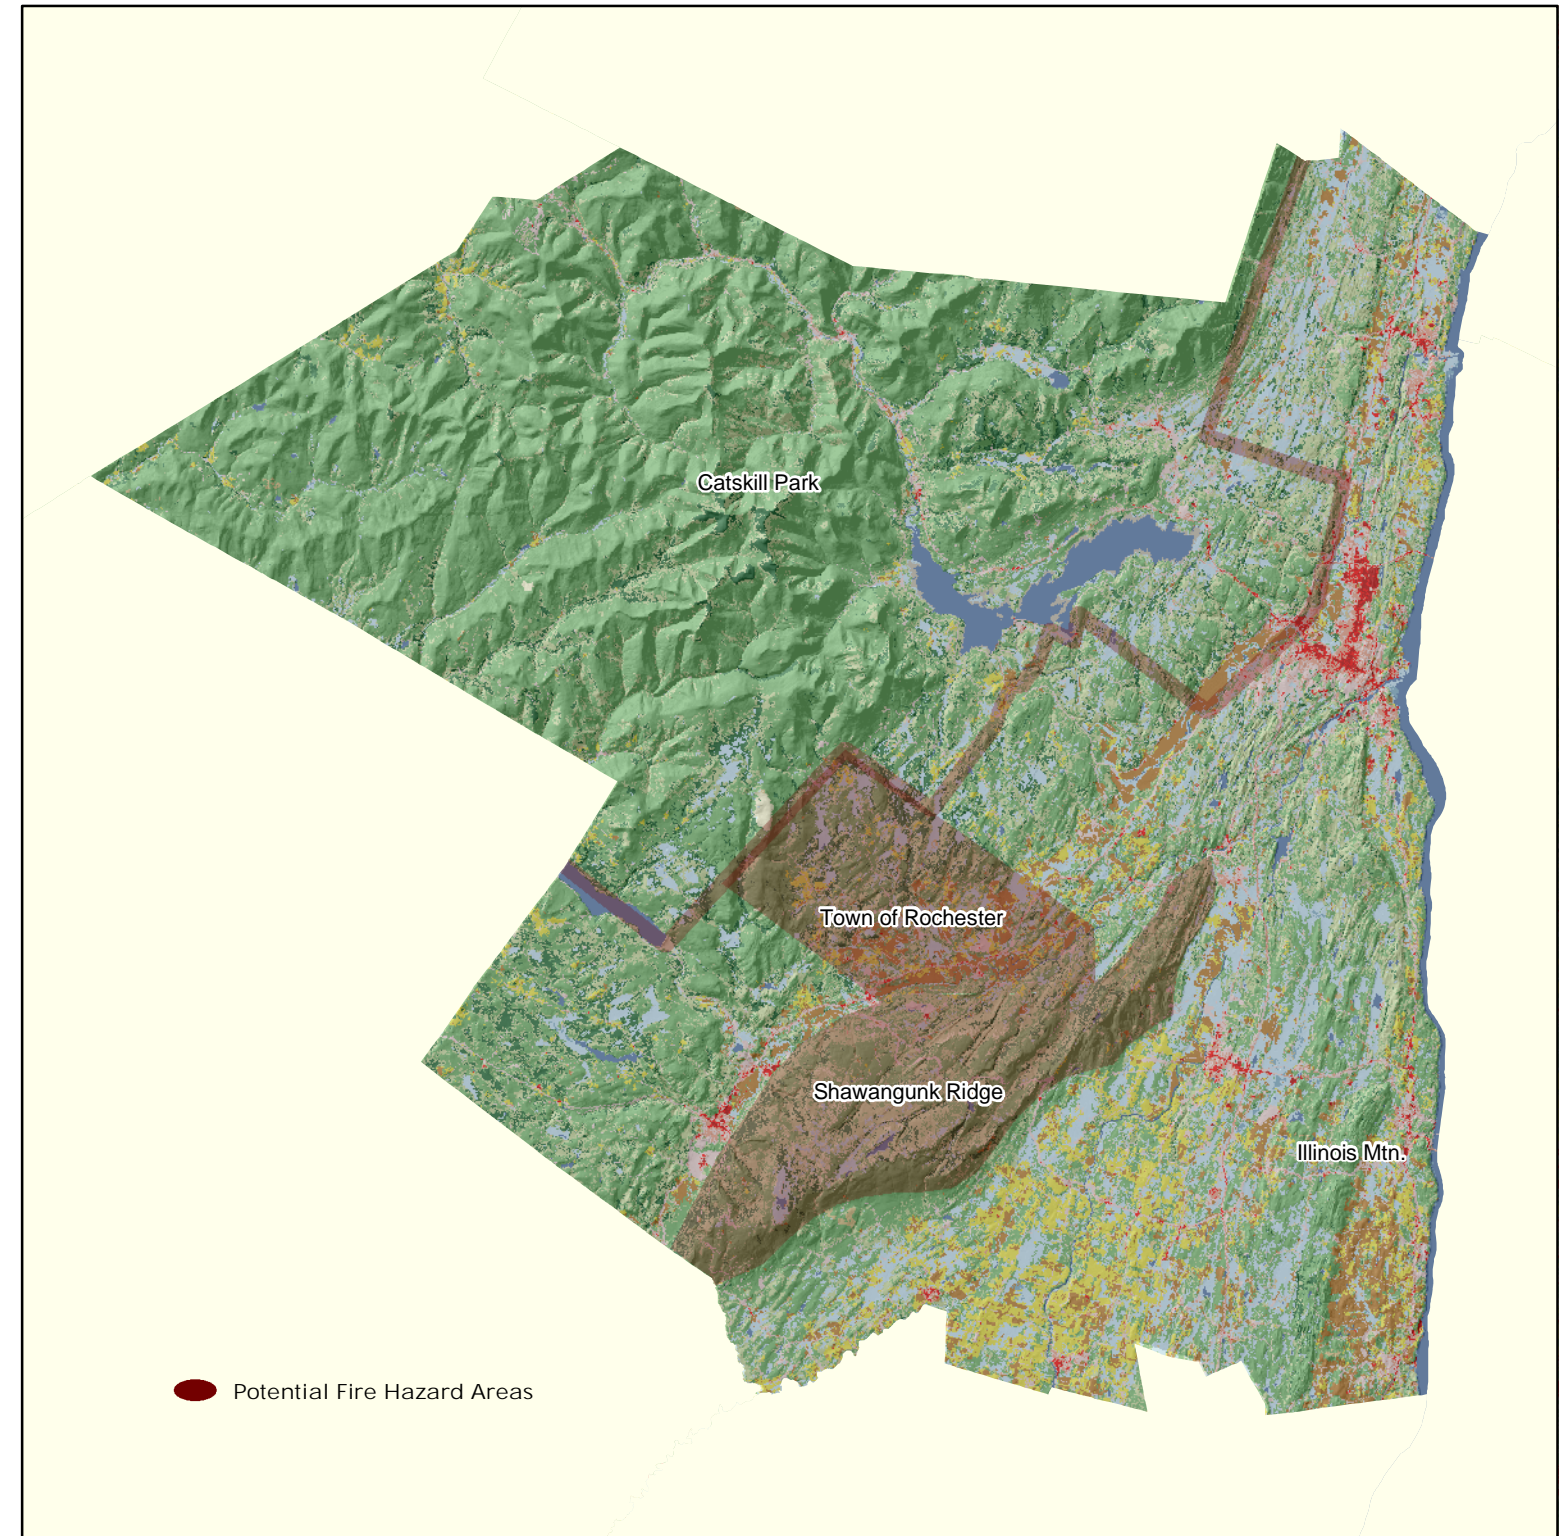 Catskill Park
Town of Rochester
Shawangunk Ridge
Illinois Mtn.
Potential Fire Hazard Areas